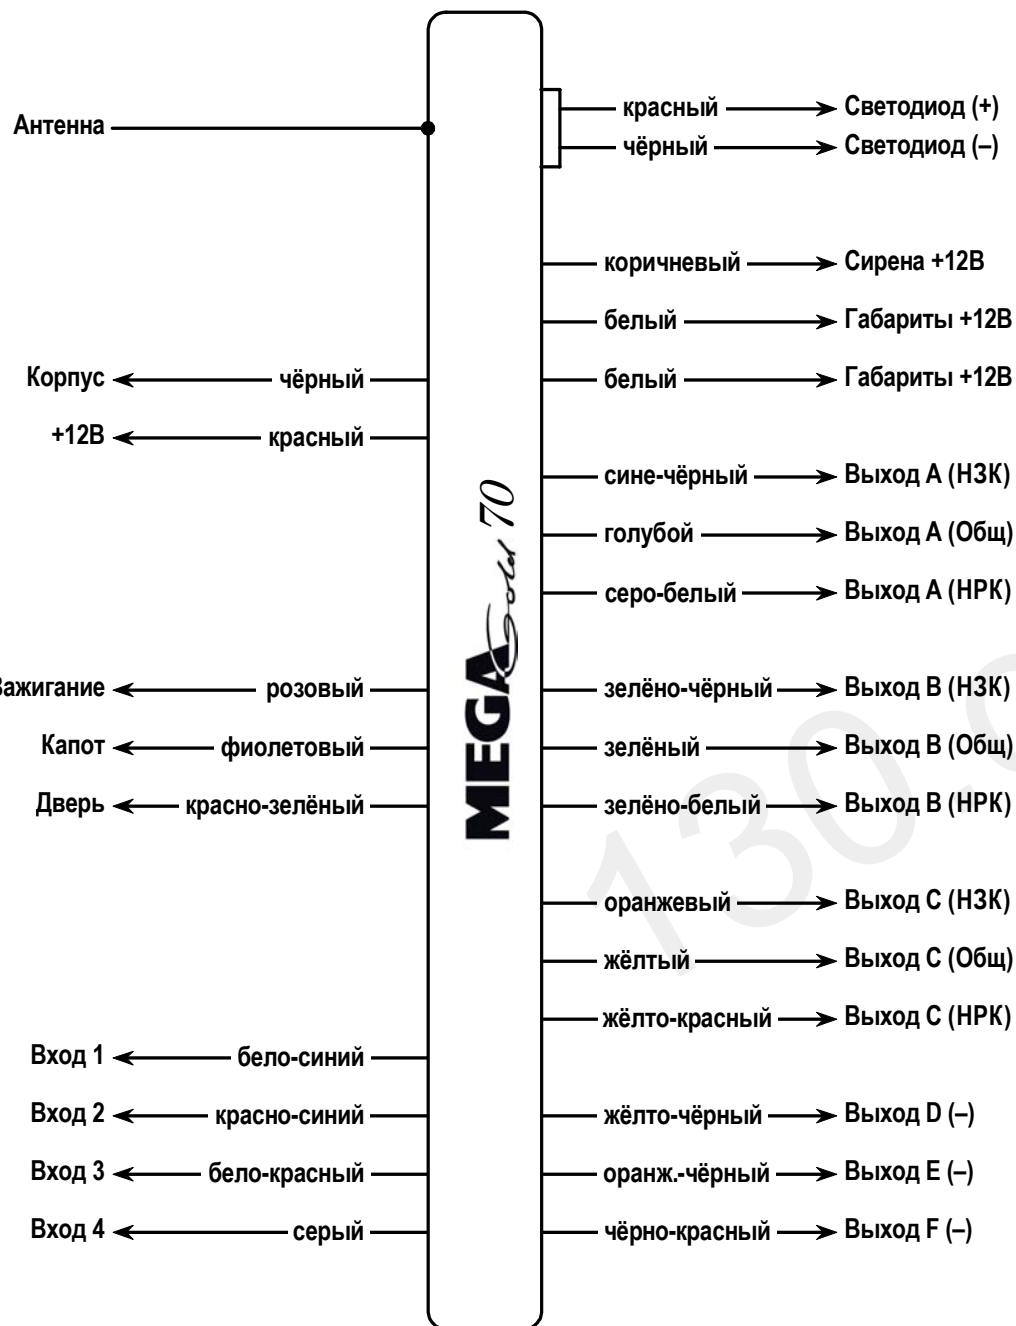 Антенна
красный Светодиод (+)
чёрный Светодиод (–)
коричневый Сирена +12В
белый Габариты +12В
Корпус чёрный белый Габариты +12В
+12В красный
сине-чёрный Выход A (НЗК)
голубой Выход A (Общ)
серо-белый Выход A (НРК)
MEGA Gold 70
Зажигание розовый зелёно-чёрный Выход B (НЗК)
Капот фиолетовый зелёный Выход B (Общ)
Дверь красно-зелёный зелёно-белый Выход B (НРК)
оранжевый Выход C (НЗК)
жёлтый Выход C (Общ)
жёлто-красный Выход C (НРК)
Вход 1 бело-синий
Вход 2 красно-синий жёлто-чёрный Выход D (–)
Вход 3 бело-красный оранж.-чёрный Выход E (–)
Вход 4 серый чёрно-красный Выход F (–)